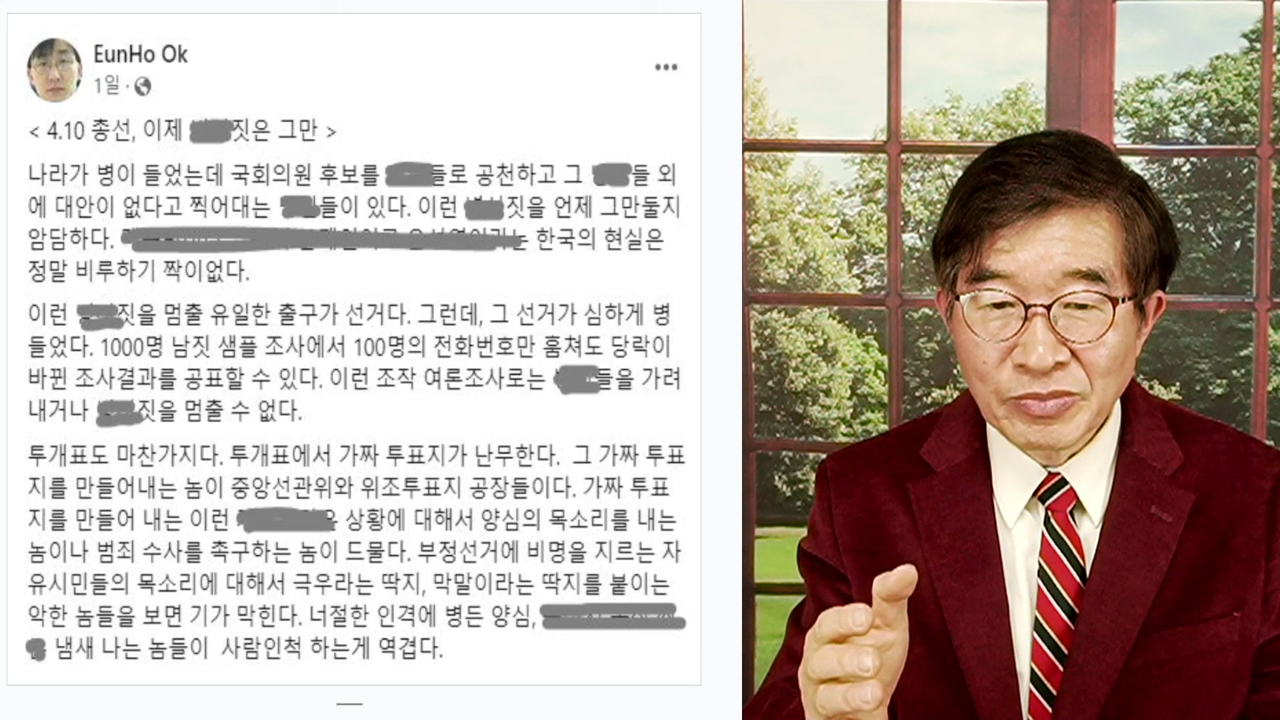 EunHo Ok
1일 ·
< 4.10 총선, 이제 짓은 그만 >
나라가 병이 들었는데 국회의원 후보를 들로 공천하고 그 들 외
에 대안이 없다고 찍어대는 들이 있다. 이런 짓을 언제 그만둘지
암담하다. 한국의 현실은
정말 비루하기 짝이없다.
이런 짓을 멈출 유일한 출구가 선거다. 그런데, 그 선거가 심하게 병
들었다. 1000명 남짓 샘플 조사에서 100명의 전화번호만 훔쳐도 당락이
바뀐 조사결과를 공표할 수 있다. 이런 조작 여론조사로는 들을 가려
내거나 짓을 멈출 수 없다.
투개표도 마찬가지다. 투개표에서 가짜 투표지가 난무한다. 그 가짜 투표
지를 만들어내는 놈이 중앙선관위와 위조투표지 공장들이다. 가짜 투표
지를 만들어 내는 이런 상황에 대해서 양심의 목소리를 내는
놈이나 범죄 수사를 촉구하는 놈이 드물다. 부정선거에 비명을 지르는 자
유시민들의 목소리에 대해서 극우라는 딱지, 막말이라는 딱지를 붙이는
악한 놈들을 보면 기가 막힌다. 너절한 인격에 병든 양심,
냄새 나는 놈들이 사람인척 하는게 역겹다.